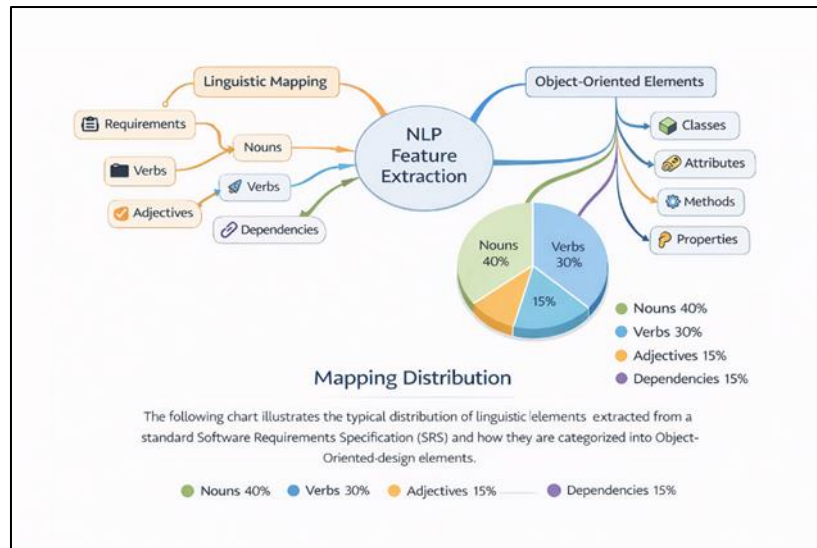 Linguistic Mapping
Requirements
Nouns
Verbs
Verbs
Adjectives
Dependencies
NLP
Feature
Extraction
Object-Oriented Elements
Classes
Attributes
Methods
Properties
Nouns
40%
Verbs
30%
15%
Nouns 40%
Verbs 30%
Adjectives 15%
Dependencies 15%
Mapping Distribution
The following chart illustrates the typical distribution of linguistic elements extracted from a
standard Software Requirements Specification (SRS) and how they are categorized into Object-
Oriented-design elements.
Nouns 40% Verbs 30% Adjectives 15% Dependencies 15%